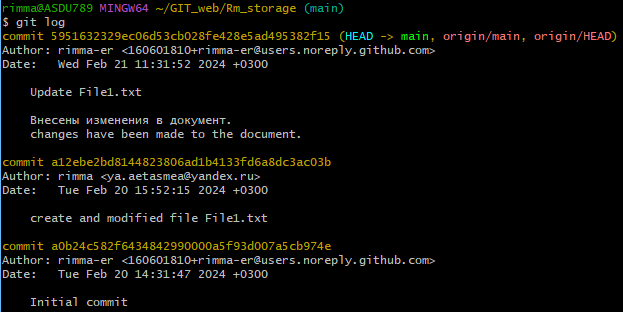 rimma@ASDU789 MINGW64 ~/GIT_web/Rm_storage (main)
$ git log
commit 5951632329ec06d53cb028fe428e5ad495382f15 (HEAD -> main, origin/main, origin/HEAD)
Author: rimma-er <160601810+rimma-er@users.noreply.github.com>
Date:   Wed Feb 21 11:31:52 2024 +0300
Update File1.txt
Внесены изменения в документ.
changes have been made to the document.
commit a12ebe2bd8144823806ad1b4133fd6a8dc3ac03b
Author: rimma <ya.aetasmea@yandex.ru>
Date:   Tue Feb 20 15:52:15 2024 +0300
create and modified file File1.txt
commit a0b24c582f6434842990000a5f93d007a5cb974e
Author: rimma-er <160601810+rimma-er@users.noreply.github.com>
Date:   Tue Feb 20 14:31:47 2024 +0300
Initial commit